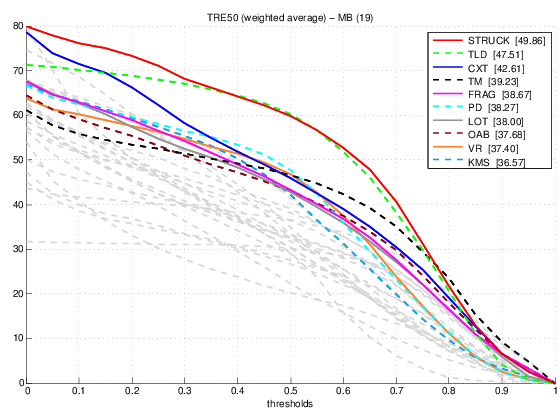 TRE50 (weighted average) – MB (19)
80
70
60
50
40
30
20
10
0
STRUCK [49.86]
TLD [47.51]
CXT [42.61]
TM [39.23]
FRAG [38.67]
PD [38.27]
LOT [38.00]
OAB [37.68]
VR [37.40]
KMS [36.57]
0 0.1 0.2 0.3 0.4 0.5 0.6 0.7 0.8 0.9 1
thresholds